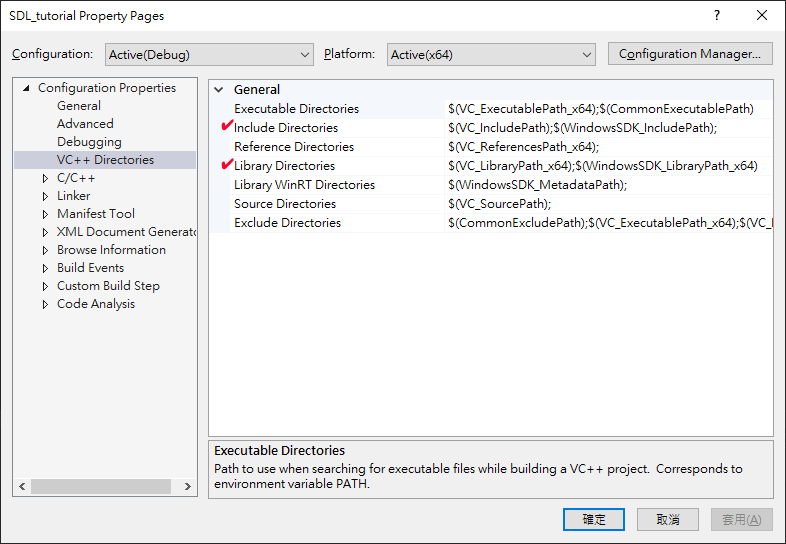 SDL_tutorial Property Pages
Configuration: Active(Debug) Platform: Active(x64) Configuration Manager...
Configuration Properties
General
Advanced
Debugging
VC++ Directories
C/C++
Linker
Manifest Tool
XML Document Generato
Browse Information
Build Events
Custom Build Step
Code Analysis
General
Executable Directories $(VC_ExecutablePath_x64);$(CommonExecutablePath)
Include Directories $(VC_IncludePath);$(WindowsSDK_IncludePath);
Reference Directories $(VC_ReferencesPath_x64);
Library Directories $(VC_LibraryPath_x64);$(WindowsSDK_LibraryPath_x64)
Library WinRT Directories $(WindowsSDK_MetadataPath);
Source Directories $(VC_SourcePath);
Exclude Directories $(CommonExcludePath);$(VC_ExecutablePath_x64);$(VC_
Executable Directories
Path to use when searching for executable files while building a VC++ project.  Corresponds to
environment variable PATH.
確定 取消 套用(A)